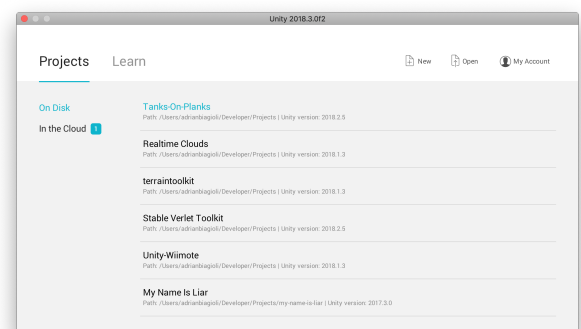 Unity 2018.3.0f2
Projects
Learn
New
Open
My Account
On Disk
In the Cloud 1
Tanks-On-Planks
Path: /Users/adrianbiagioli/Developer/Projects | Unity version: 2018.2.5
Realtime Clouds
Path: /Users/adrianbiagioli/Developer/Projects | Unity version: 2018.1.3
terraintoolkit
Path: /Users/adrianbiagioli/Developer/Projects | Unity version: 2018.1.3
Stable Verlet Toolkit
Path: /Users/adrianbiagioli/Developer/Projects | Unity version: 2018.2.5
Unity-Wiimote
Path: /Users/adrianbiagioli/Developer/Projects | Unity version: 2018.1.3
My Name Is Liar
Path: /Users/adrianbiagioli/Developer/Projects/my-name-is-liar | Unity version: 2017.3.0